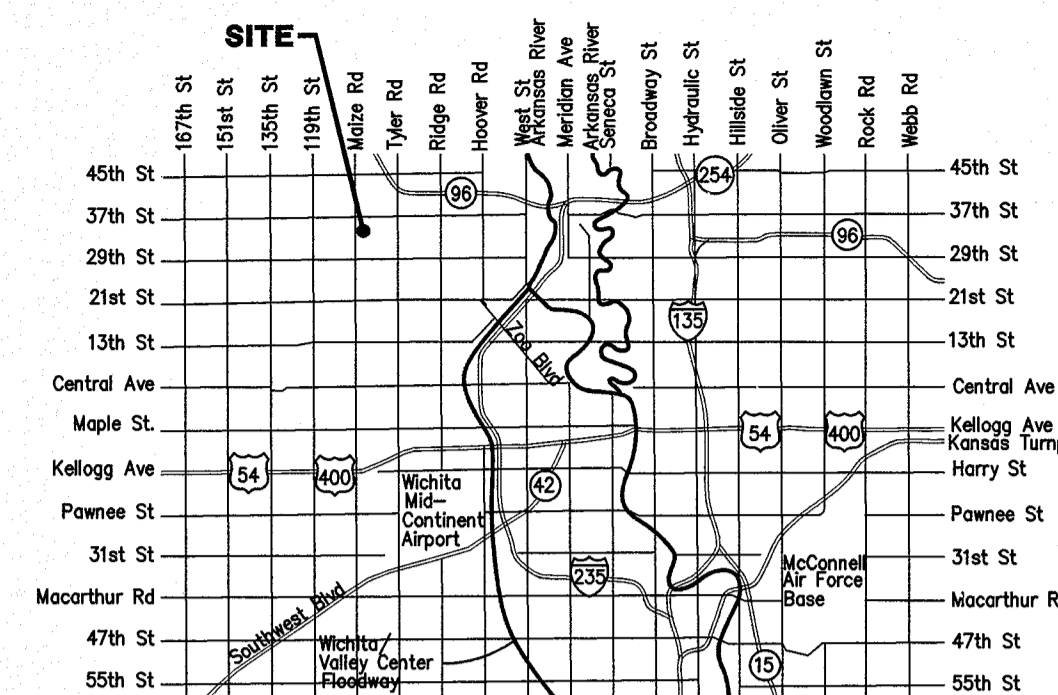 SITE
167th St
151st St
135th St
119th St
Maize Rd
Tyler Rd
Ridge Rd
Hoover Rd
West St
Arkansas River
Meridian Ave
Arkansas River
Seneca St
Broadway St
Hydraulic St
Hillside St
Oliver St
Woodlawn St
Rock Rd
Webb Rd
45th St
37th St
29th St
21st St
13th St
Central Ave
Maple St.
Kellogg Ave
Pawnee St
31st St
Macarthur Rd
47th St
55th St
96
254
96
135
Zoo Blvd
54
400
54
400
42
Wichita
Mid-
Continent
Airport
235
McConnell
Air Force
Base
Southwest Blvd
Wichita/
Valley Center
Floodway
15
45th St
37th St
29th St
21st St
13th St
Central Ave
Kellogg Ave
Kansas Turnp
Harry St
Pawnee St
31st St
Macarthur R
47th St
55th St